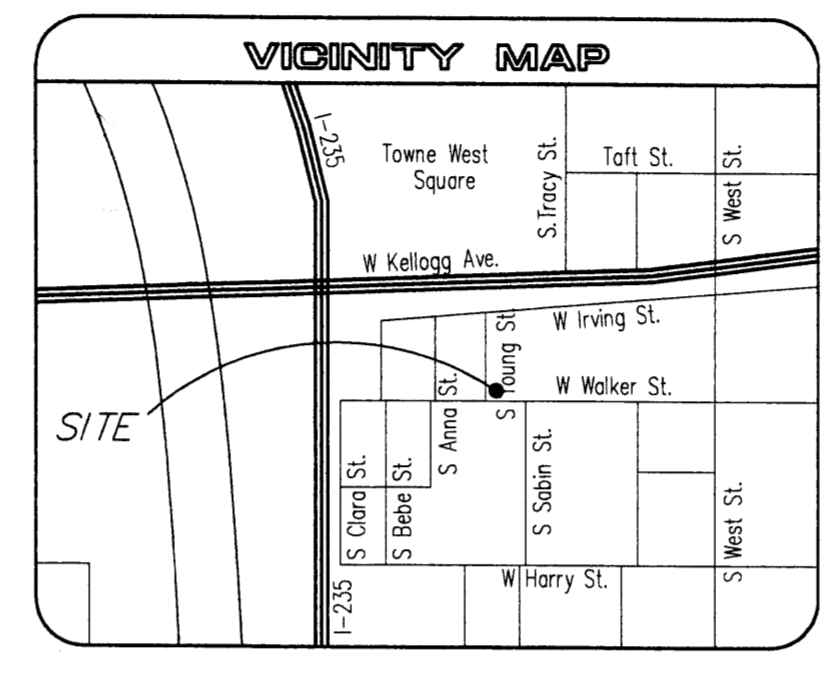 VICINITY MAP
I-235
Towne West
Square
S.Tracy St.
Taft St.
S West St.
W Kellogg Ave.
W Irving St.
S Young St.
W Walker St.
SITE
S Anna St.
S Clara St.
S Bebe St.
S Sabin St.
S West St.
W Harry St.
I-235